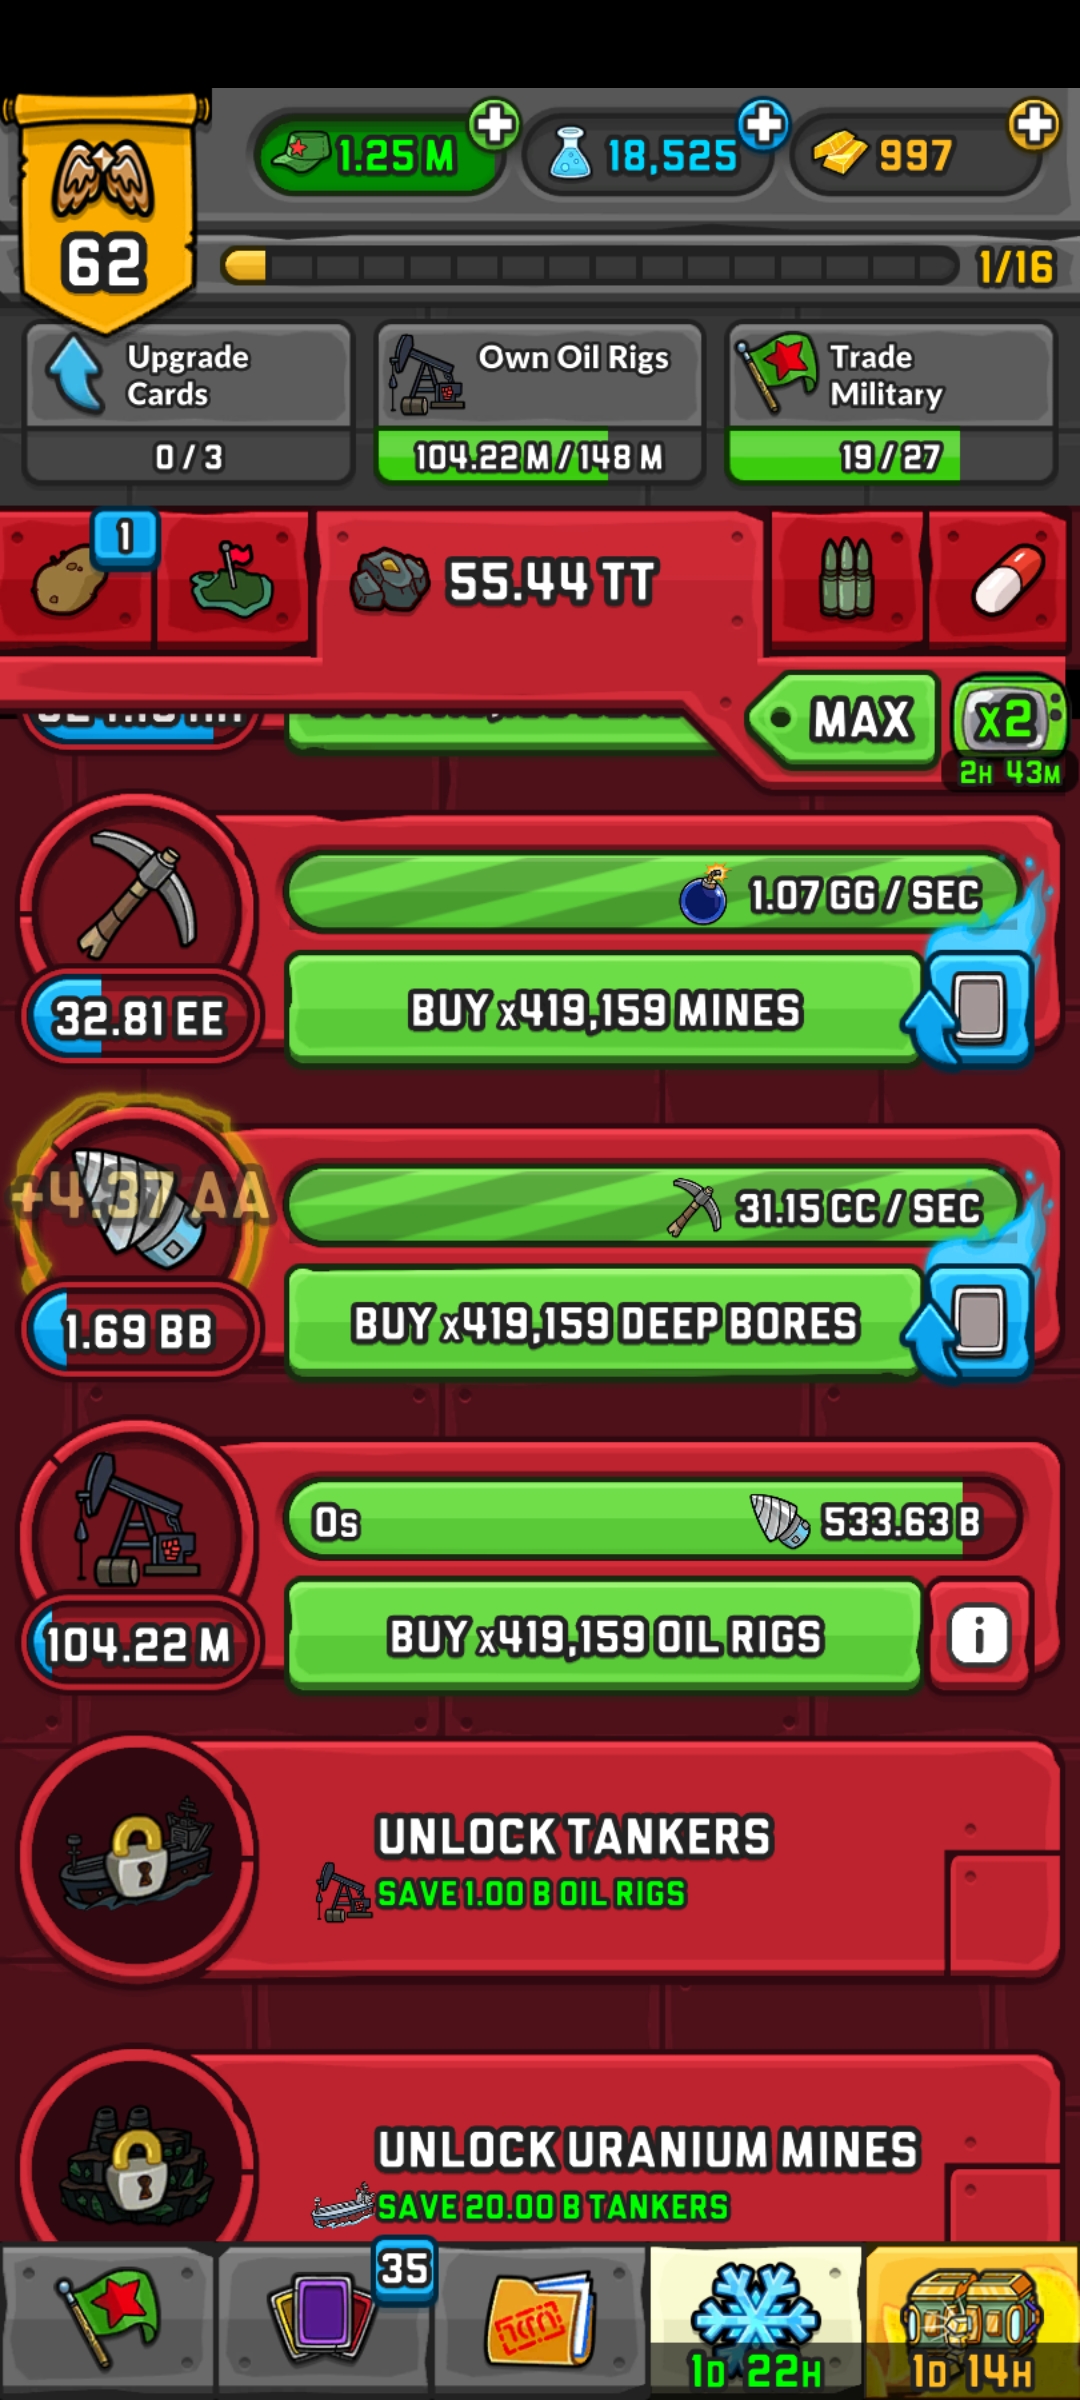 1.25 M
18,525
997
62
1/16
Upgrade
Cards
Own Oil Rigs
Trade
Military
0 / 3
104.22 M / 148 M
19 / 27
1
55.44 TT
MAX
x2
2H 43M
1.07 GG / SEC
32.81 EE
BUY x419,159 MINES
+4.37 AA
31.15 CC / SEC
1.69 BB
BUY x419,159 DEEP BORES
0s
533.63 B
104.22 M
BUY x419,159 OIL RIGS
i
UNLOCK TANKERS
SAVE 1.00 B OIL RIGS
UNLOCK URANIUM MINES
SAVE 20.00 B TANKERS
35
1D 22H
1D 14H